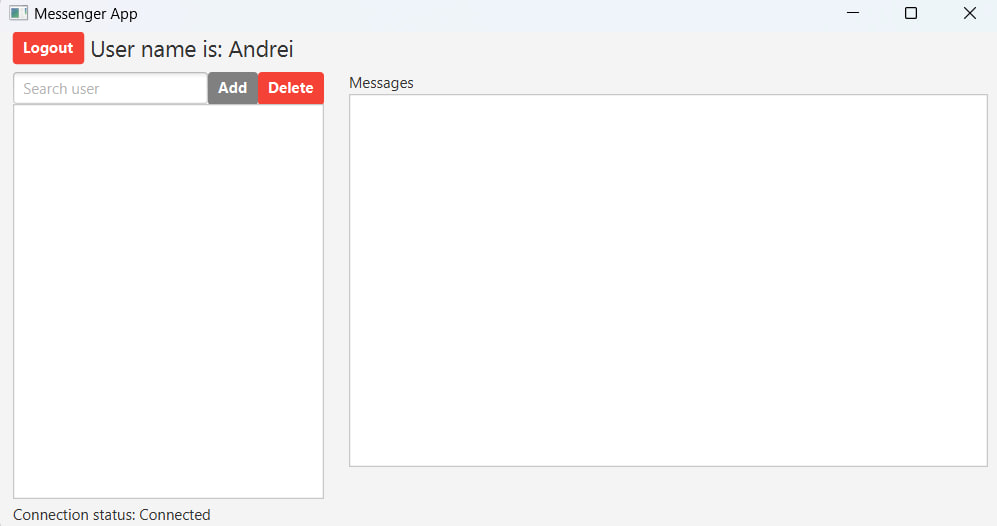 Messenger App
Logout User name is: Andrei
Search user Add Delete
Messages
Connection status: Connected